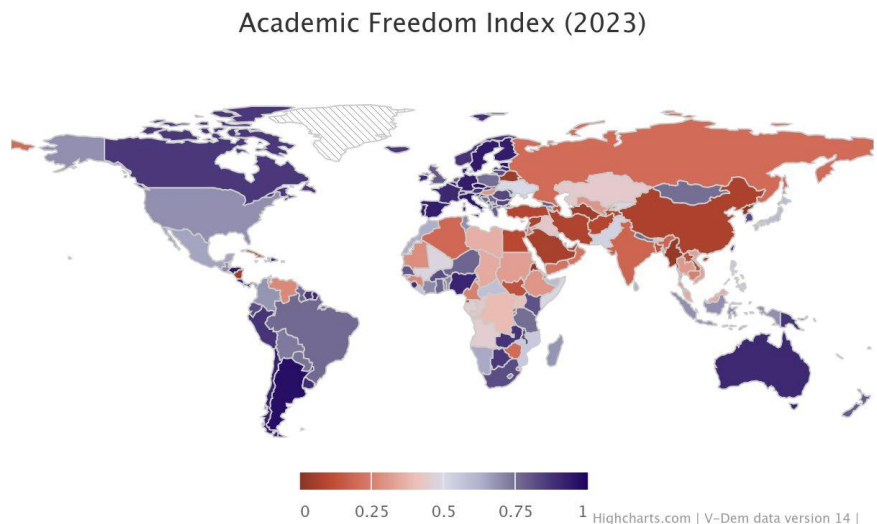 Academic Freedom Index (2023)
0 0.25 0.5 0.75 1
Highcharts.com | V-Dem data version 14 |